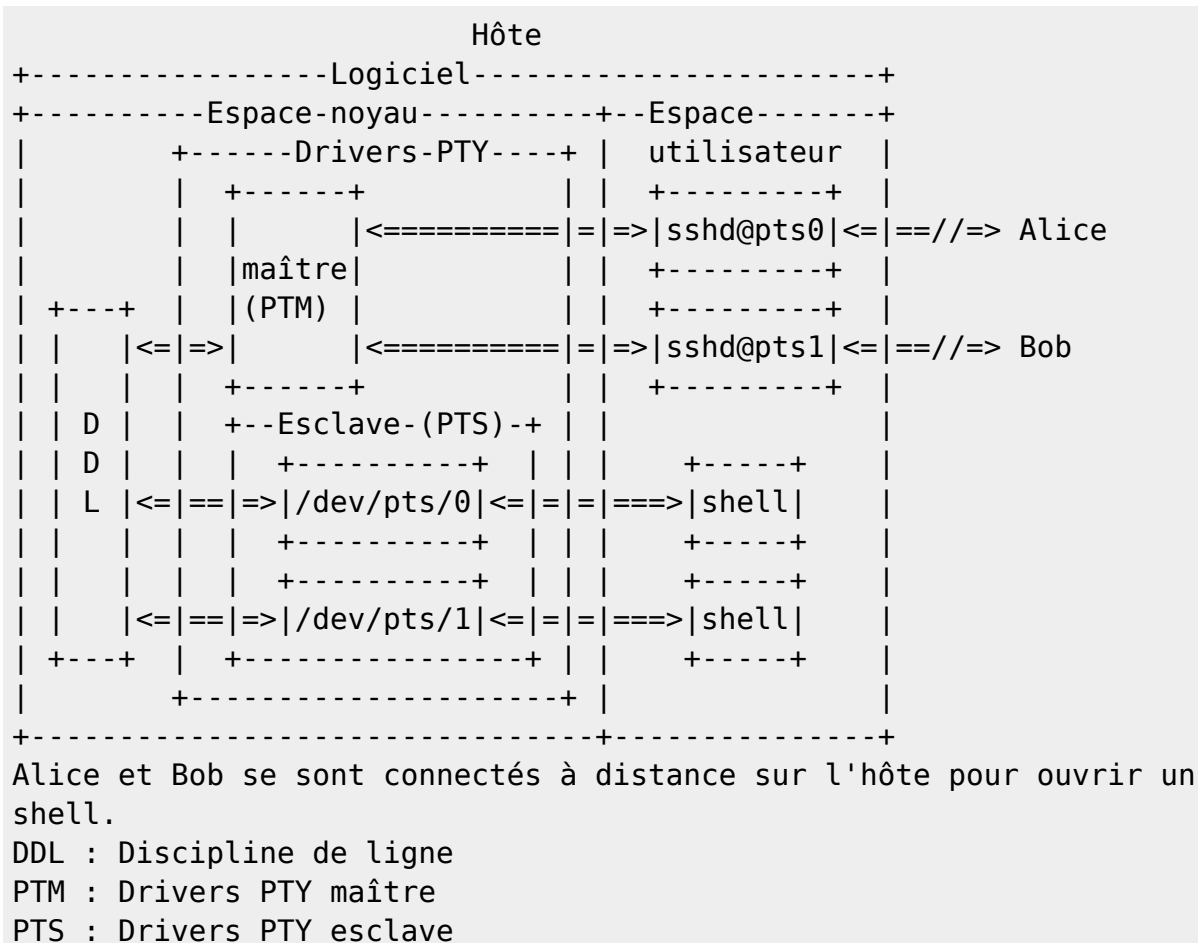 Hôte
+-----------------Logiciel-----------------------+
+----------Espace-noyau----------+--Espace-------+
|        +------Drivers-PTY----+ |  utilisateur  |
|        |  +------+           | |  +---------+  |
|        |  |      |<==========|=|=>|sshd@pts0|<=|==//=> Alice
|        |  |maître|           | |  +---------+  |
| +---+  |  |(PTM) |           | |  +---------+  |
| |   |<=|=>|      |<==========|=|=>|sshd@pts1|<=|==//=> Bob
| |   |  |  +------+           | |  +---------+  |
| | D |  |  +--Esclave-(PTS)-+ | |               |
| | D |  |  |  +----------+  | | |    +-----+    |
| | L |<=|==|=>|/dev/pts/0|<=|=|=|===>|shell|    |
| |   |  |  |  +----------+  | | |    +-----+    |
| |   |  |  |  +----------+  | | |    +-----+    |
| |   |<=|==|=>|/dev/pts/1|<=|=|=|===>|shell|    |
| +---+  |  +----------------+ | |    +-----+    |
|        +---------------------+ |               |
+--------------------------------+---------------+
Alice et Bob se sont connectés à distance sur l'hôte pour ouvrir un
shell.
DDL : Discipline de ligne
PTM : Drivers PTY maître
PTS : Drivers PTY esclave